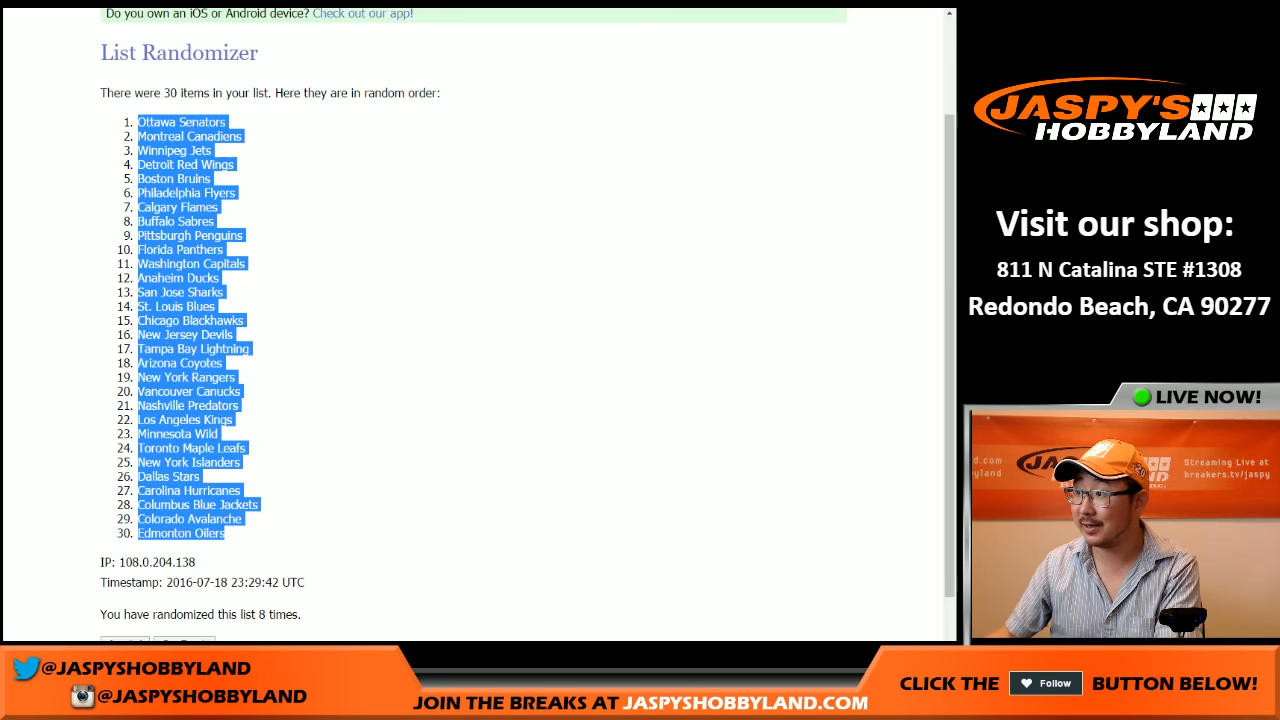 Do you own an iOS or Android device? Check out our app!
List Randomizer
There were 30 items in your list. Here they are in random order:
1. Ottawa Senators
2. Montreal Canadiens
3. Winnipeg Jets
4. Detroit Red Wings
5. Boston Bruins
6. Philadelphia Flyers
7. Calgary Flames
8. Buffalo Sabres
9. Pittsburgh Penguins
10. Florida Panthers
11. Washington Capitals
12. Anaheim Ducks
13. San Jose Sharks
14. St. Louis Blues
15. Chicago Blackhawks
16. New Jersey Devils
17. Tampa Bay Lightning
18. Arizona Coyotes
19. New York Rangers
20. Vancouver Canucks
21. Nashville Predators
22. Los Angeles Kings
23. Minnesota Wild
24. Toronto Maple Leafs
25. New York Islanders
26. Dallas Stars
27. Carolina Hurricanes
28. Columbus Blue Jackets
29. Colorado Avalanche
30. Edmonton Oilers
IP: 108.0.204.138
Timestamp: 2016-07-18 23:29:42 UTC
You have randomized this list 8 times.
JASPY'S
HOBBYLAND
Visit our shop:
811 N Catalina STE #1308
Redondo Beach, CA 90277
LIVE NOW!
d.com
Streaming Live at
breakers.tv/jaspy
@JASPYSHOBBYLAND
@JASPYSHOBBYLAND
JOIN THE BREAKS AT JASPYSHOBBYLAND.COM
CLICK THE Follow BUTTON BELOW!